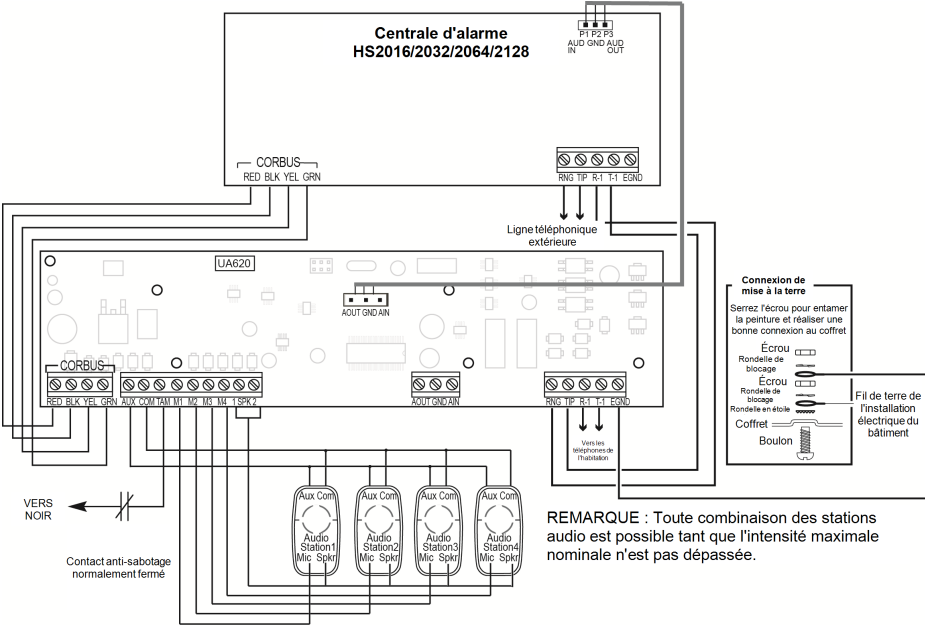 Centrale d'alarme
HS2016/2032/2064/2128
P1 P2 P3
AUD GND AUD
IN OUT
CORBUS
RED BLK YEL GRN
RNG TIP R-1 T-1 EGND
Ligne téléphonique
extérieure
UA620
AOUT GND AIN
CORBUS
RED BLK YEL GRN
AUX COM TAM M1 M2 M3 M4 1 SPK 2
AOUT GND AIN
RNG TIP R-1 T-1 EGND
Vers les
téléphones de
l'habitation
Connexion de
mise à la terre
Serrez l'écrou pour entamer
la peinture et réaliser une
bonne connexion au coffret
Écrou
Rondelle de
blocage
Écrou
Rondelle de
blocage
Rondelle en étoile
Coffret
Boulon
Fil de terre de
l'installation
électrique du
bâtiment
VERS
NOIR
Contact anti-sabotage
normalement fermé
Aux Com
Audio
Station1
Mic Spkr
Aux Com
Audio
Station2
Mic Spkr
Aux Com
Audio
Station3
Mic Spkr
Aux Com
Audio
Station4
Mic Spkr
REMARQUE : Toute combinaison des stations
audio est possible tant que l'intensité maximale
nominale n'est pas dépassée.